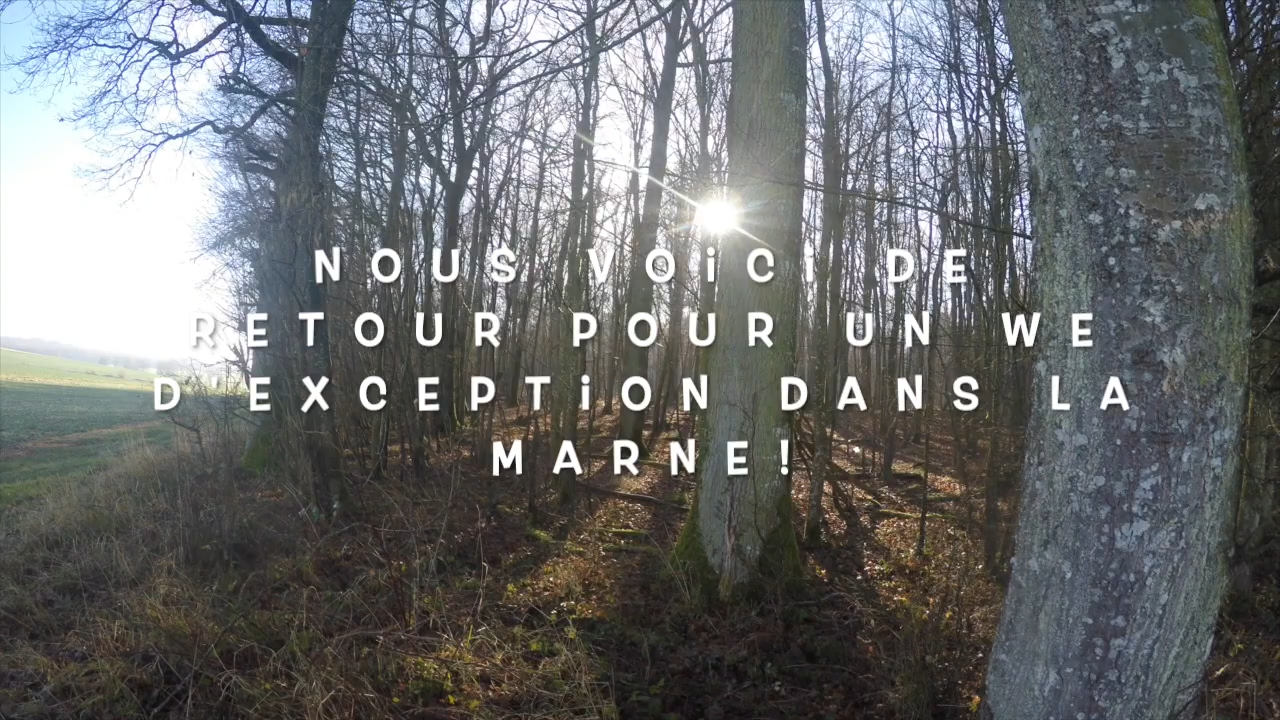 NOUS VOiCi DE
RETOUR POUR UN WE
D'EXCEPTiON DANS LA
MARNE!